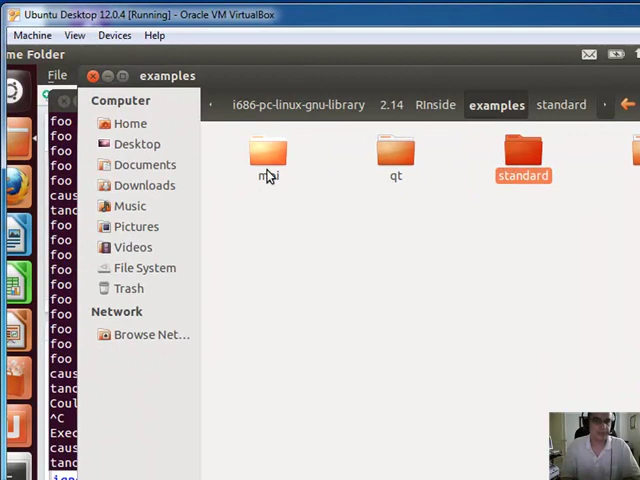 Ubuntu Desktop 12.0.4 [Running] - Oracle VM VirtualBox
Machine View Devices Help
me Folder
File
examples
Computer
Home
Desktop
Documents
Downloads
Music
Pictures
Videos
File System
Trash
Network
Browse Net...
i686-pc-linux-gnu-library 2.14 RInside examples standard
qt
standard
foo
foo
foo
foo
foo
caus
tanc
foo
foo
foo
foo
foo
foo
foo
foo
foo
foo
caus
tanc
Coul
^C
Exec
caus
tanc